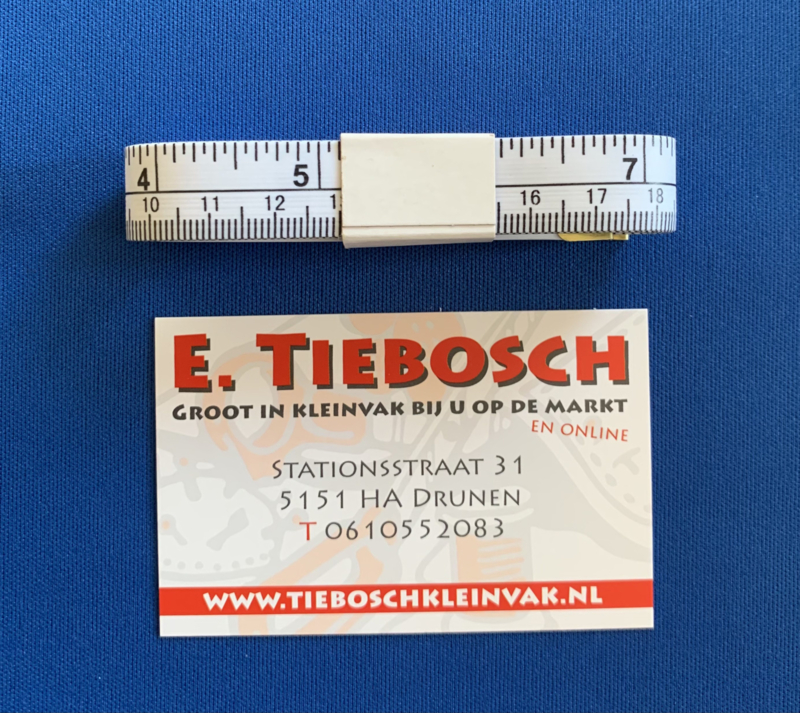 4 5 7
10 11 12 1 16 17 18
E. TIEBOSCH
GROOT IN KLEINVAK BIJ U OP DE MARKT
EN ONLINE
STATIONSSTRAAT 31
5151 HA DRUNEN
T 0610552083
WWW.TIEBOSCHKLEINVAK.NL